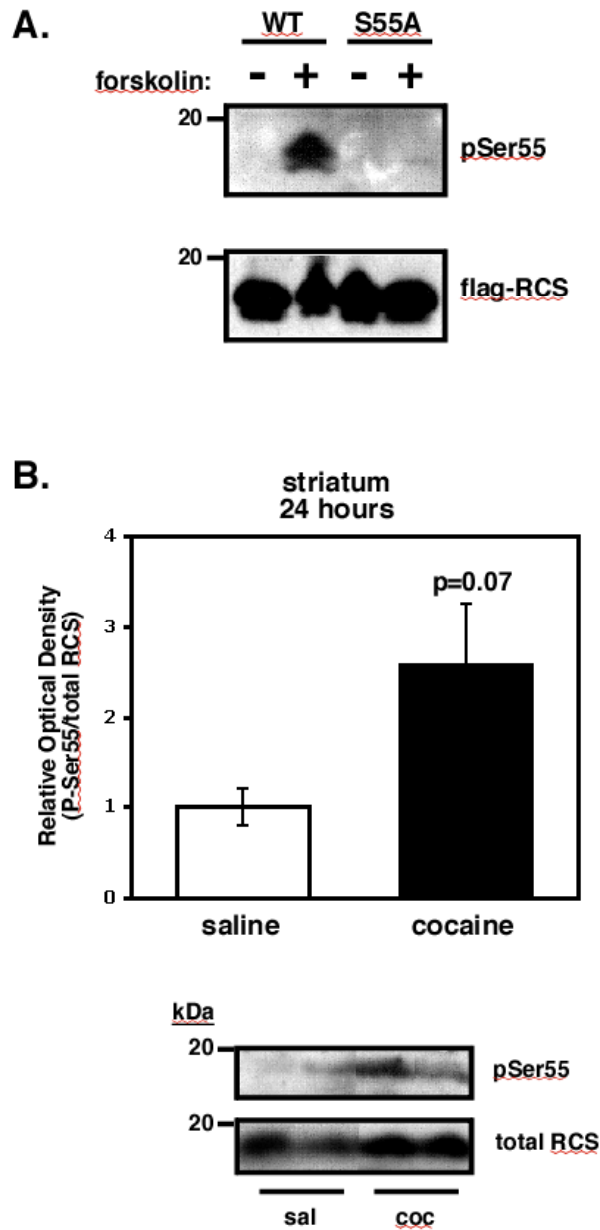 A.
WT S55A
forskolin: - + - +
20
pSer55
20
flag-RCS
B.
striatum
24 hours
4
3
2
1
0
Relative Optical Density
(P-Ser55/total RCS)
p=0.07
saline cocaine
kDa
20
pSer55
20
total RCS
sal coc